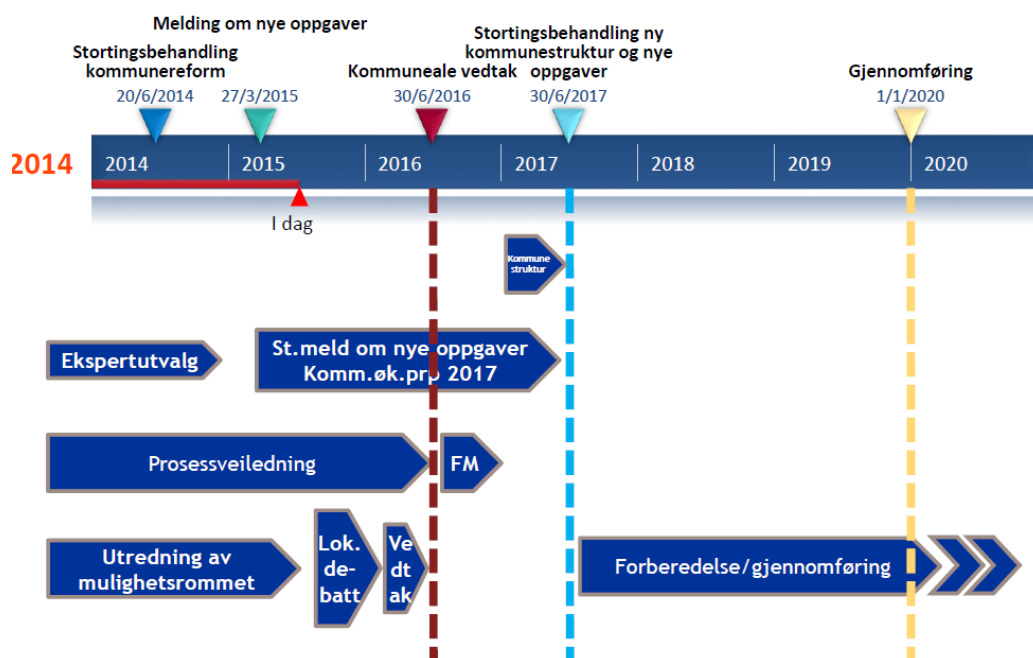 Melding om nye oppgaver
Stortingsbehandling
kommunereform
20/6/2014
27/3/2015
Kommuneale vedtak
30/6/2016
Stortingsbehandling ny
kommunestruktur og nye
oppgaver
30/6/2017
Gjennomføring
1/1/2020
2014
2014
2015
2016
2017
2018
2019
2020
I dag
Kommune
struktur
Ekspertutvalg
St.meld om nye oppgaver
Komm.øk.prp 2017
Prosessveiledning
FM
Utredning av
mulighetsrommet
Lok.
de-
batt
Ve
dt
ak
Forberedelse/gjennomføring